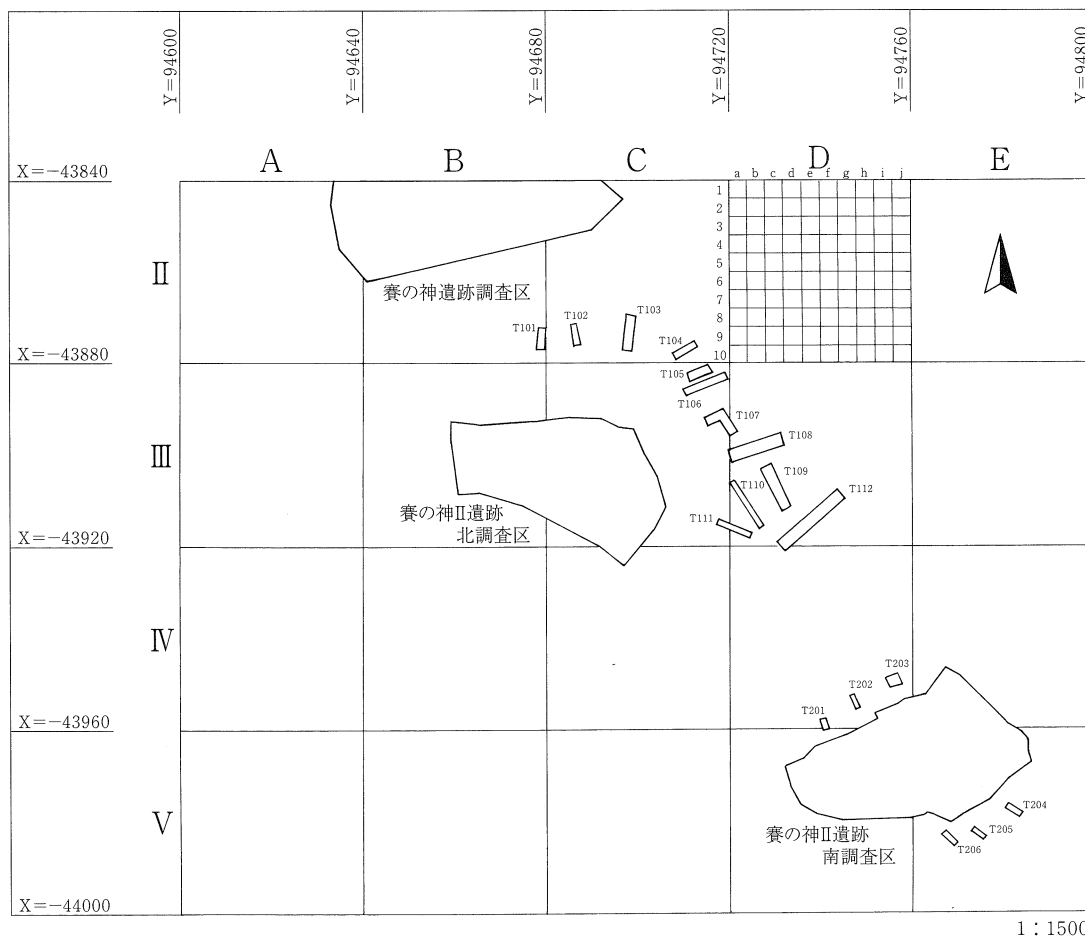 Y=94600
Y=94640
Y=94680
Y=94720
Y=94760
Y=94800
A
B
C
D
E
X=-43840
a b c d e f g h i j
1
2
3
4
5
6
7
8
9
10
Ⅱ
賽の神遺跡調査区
T101
T102
T103
T104
X=-43880
T105
T106
T107
T108
Ⅲ
T109
T110
T112
賽の神Ⅱ遺跡
北調査区
T111
X=-43920
Ⅳ
T203
T202
T201
X=-43960
T204
Ⅴ
賽の神Ⅱ遺跡
南調査区
T205
T206
X=-44000
1:1500